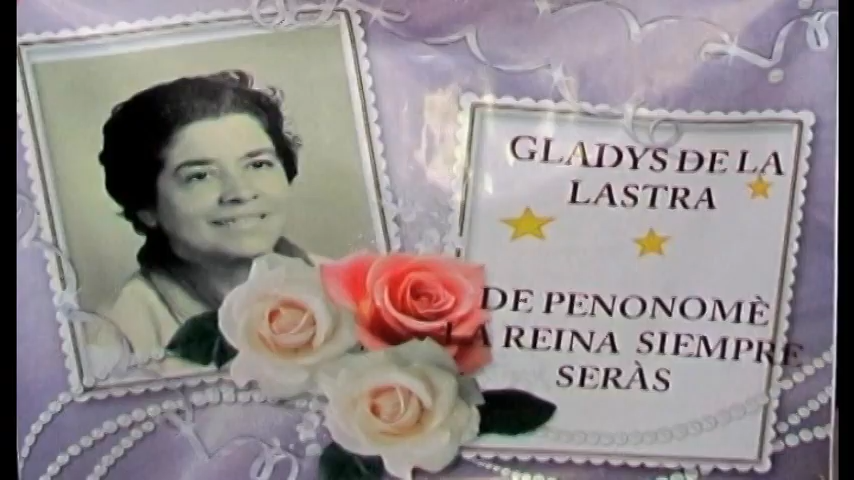 GLADYS DE LA
LASTRA
DE PENONOMÈ
LA REINA SIEMPRE
SERÀS